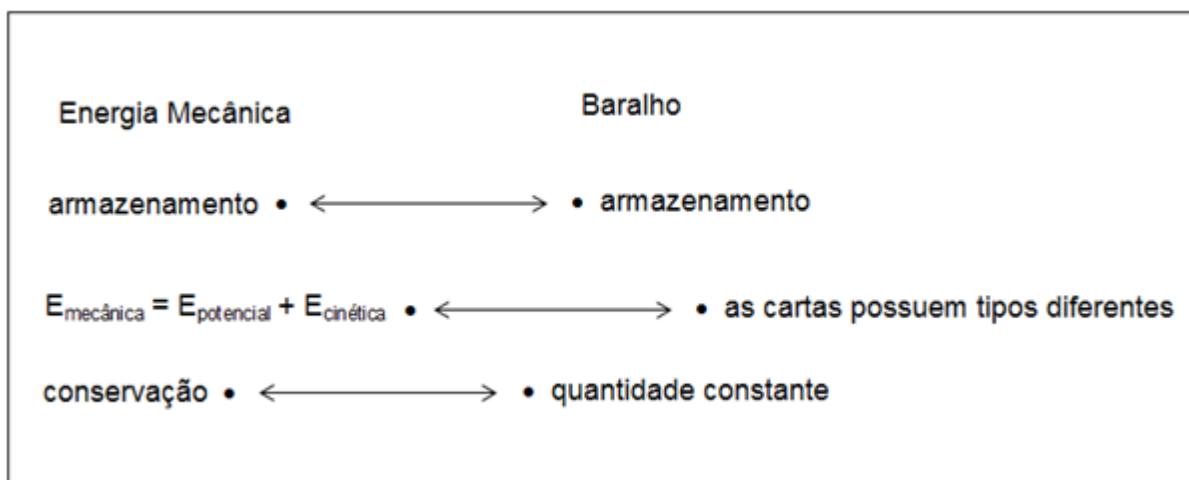 Energia Mecânica Baralho
armazenamento • ⟷ • armazenamento
Emecânica = Epotencial + Ecinética • ⟷ • as cartas possuem tipos diferentes
conservação • ⟷ • quantidade constante